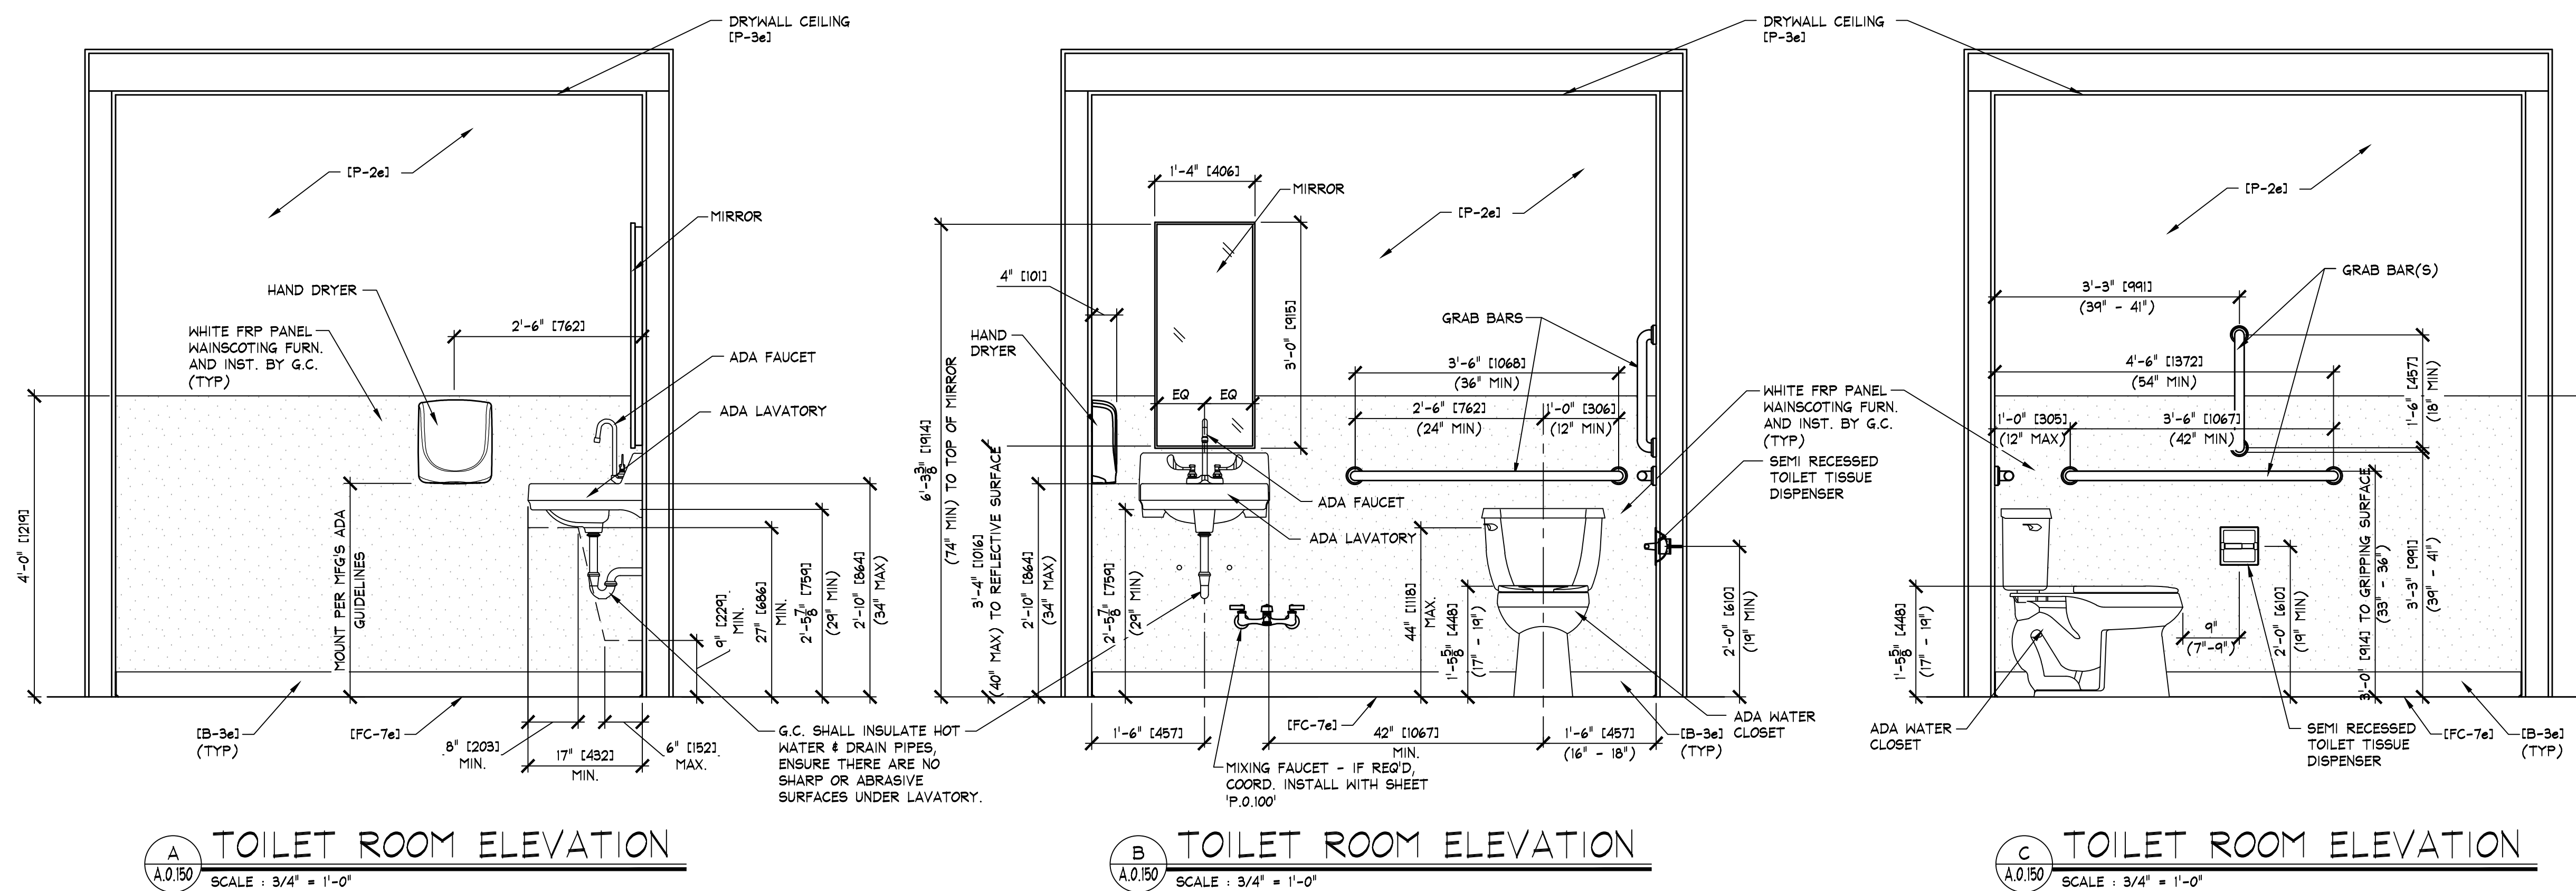 DRYWALL CEILING
[P-3e]
[P-2e]
MIRROR
HAND DRYER
2'-6" [762]
WHITE FRP PANEL
WAINSCOTING FURN.
AND INST. BY G.C.
(TYP)
ADA FAUCET
ADA LAVATORY
4'-0" [1219]
MOUNT PER MFG'S ADA
GUIDELINES
9" [229]
MIN.
27" [686]
MIN.
2'-5 7/8" [759]
(29" MIN)
2'-10" [864]
(34" MAX)
[B-3e]
(TYP)
[FC-7e]
8" [203]
MIN.
17" [432]
MIN.
6" [152]
MAX.
G.C. SHALL INSULATE HOT
WATER & DRAIN PIPES,
ENSURE THERE ARE NO
SHARP OR ABRASIVE
SURFACES UNDER LAVATORY.
A
A.0.150
TOILET ROOM ELEVATION
SCALE : 3/4" = 1'-0"
DRYWALL CEILING
[P-3e]
1'-4" [406]
MIRROR
[P-2e]
4" [101]
HAND
DRYER
6'-3 3/8" [1914]
(74" MIN) TO TOP OF MIRROR
3'-0" [915]
GRAB BARS
3'-6" [1068]
(36" MIN)
EQ
EQ
2'-6" [762]
(24" MIN)
1'-0" [306]
(12" MIN)
WHITE FRP PANEL
WAINSCOTING FURN.
AND INST. BY G.C.
(TYP)
SEMI RECESSED
TOILET TISSUE
DISPENSER
3'-4" [1016]
(40" MAX) TO REFLECTIVE SURFACE
2'-10" [864]
(34" MAX)
2'-5 7/8" [759]
(29" MIN)
ADA FAUCET
ADA LAVATORY
44" [1118]
MAX.
1'-5 5/8" [448]
(17" - 19")
2'-0" [610]
(19" MIN)
[FC-7e]
ADA WATER
CLOSET
[B-3e]
(TYP)
1'-6" [457]
42" [1067]
MIN.
1'-6" [457]
(16" - 18")
MIXING FAUCET - IF REQ'D,
COORD. INSTALL WITH SHEET
'P.0.100'
B
A.0.150
TOILET ROOM ELEVATION
SCALE : 3/4" = 1'-0"
[P-2e]
GRAB BAR(S)
3'-3" [991]
(39" - 41")
4'-6" [1372]
(54" MIN)
1'-6" [457]
(18" MIN)
1'-0" [305]
(12" MAX)
3'-6" [1067]
(42" MIN)
1'-5 5/8" [448]
(17" - 19")
9"
(7"-9")
2'-0" [610]
(19" MIN)
3'-0" [914] TO GRIPPING SURFACE
(33" - 36")
3'-3" [991]
(39" - 41")
ADA WATER
CLOSET
SEMI RECESSED
TOILET TISSUE
DISPENSER
[FC-7e]
[B-3e]
(TYP)
C
A.0.150
TOILET ROOM ELEVATION
SCALE : 3/4" = 1'-0"